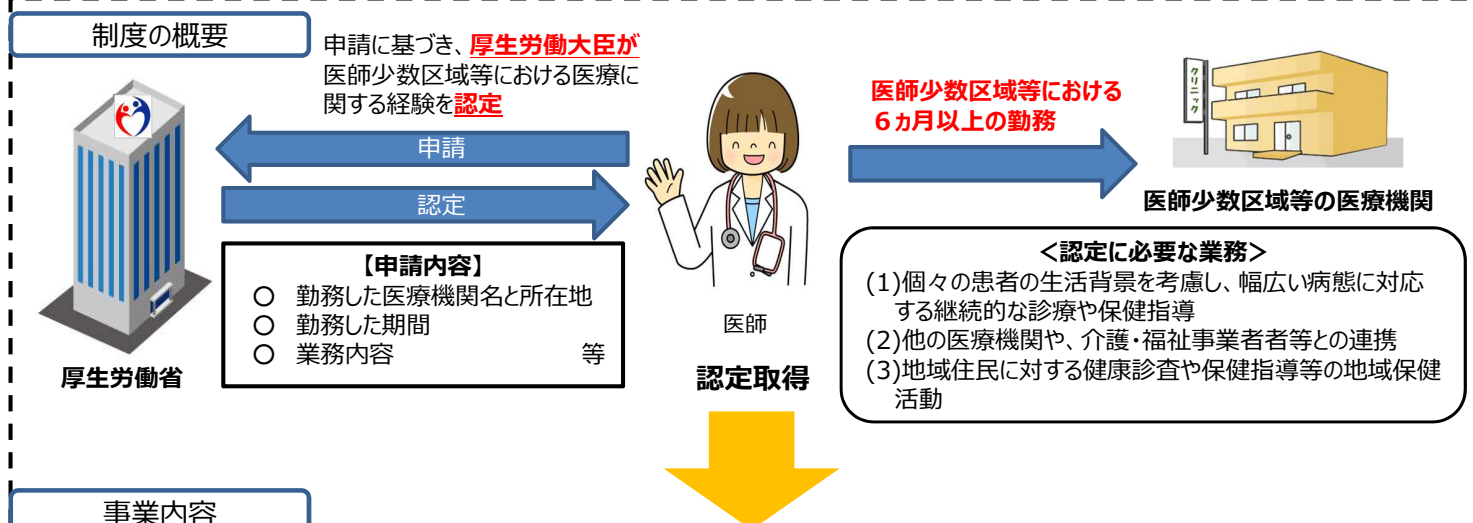 制度の概要
申請に基づき、厚生労働大臣が
医師少数区域等における医療に
関する経験を認定
申請
認定
【申請内容】
○ 勤務した医療機関名と所在地
○ 勤務した期間
○ 業務内容 等
厚生労働省
医師
認定取得
医師少数区域等における
６ヵ月以上の勤務
クリニック
医師少数区域等の医療機関
＜認定に必要な業務＞
(1)個々の患者の生活背景を考慮し、幅広い病態に対応
する継続的な診療や保健指導
(2)他の医療機関や、介護・福祉事業者者等との連携
(3)地域住民に対する健康診査や保健指導等の地域保健
活動
事業内容